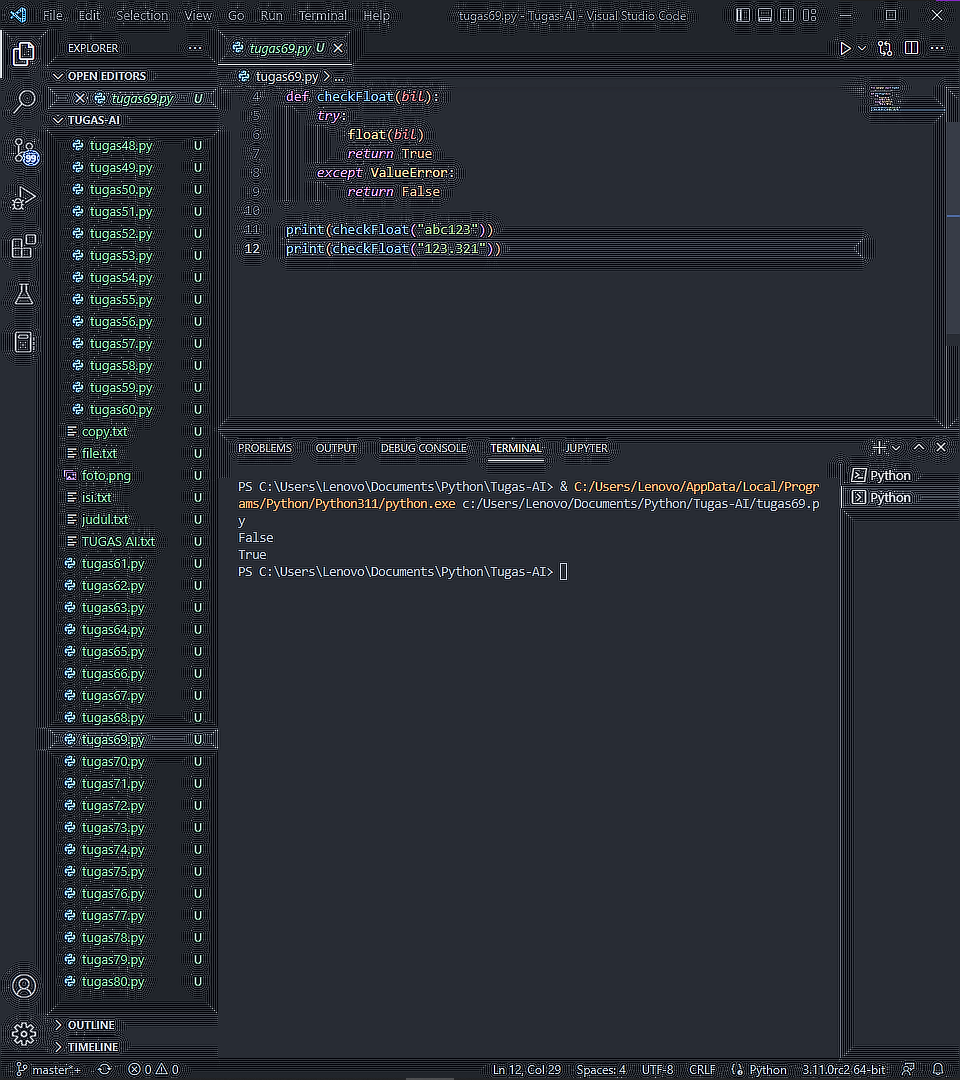 File Edit Selection View Go Run Terminal Help tugas69.py - Tugas-AI - Visual Studio Code
EXPLORER
OPEN EDITORS
tugas69.py U
TUGAS-AI
tugas48.py U
tugas49.py U
tugas50.py U
tugas51.py U
tugas52.py U
tugas53.py U
tugas54.py U
tugas55.py U
tugas56.py U
tugas57.py U
tugas58.py U
tugas59.py U
tugas60.py U
copy.txt U
file.txt U
foto.png U
isi.txt U
judul.txt U
TUGAS AI.txt U
tugas61.py U
tugas62.py U
tugas63.py U
tugas64.py U
tugas65.py U
tugas66.py U
tugas67.py U
tugas68.py U
tugas69.py U
tugas70.py U
tugas71.py U
tugas72.py U
tugas73.py U
tugas74.py U
tugas75.py U
tugas76.py U
tugas77.py U
tugas78.py U
tugas79.py U
tugas80.py U
OUTLINE
TIMELINE
99
tugas69.py U
tugas69.py > ...
4 def checkFloat(bil):
5 try:
6 float(bil)
7 return True
8 except ValueError:
9 return False
10
11 print(checkFloat("abc123"))
12 print(checkFloat("123.321"))
PROBLEMS OUTPUT DEBUG CONSOLE TERMINAL JUPYTER
PS C:\Users\Lenovo\Documents\Python\Tugas-AI> & C:/Users/Lenovo/AppData/Local/Progr
ams/Python/Python311/python.exe c:/Users/Lenovo/Documents/Python/Tugas-AI/tugas69.p
y
False
True
PS C:\Users\Lenovo\Documents\Python\Tugas-AI>
Python
Python
master*+ 0 0 Ln 12, Col 29 Spaces: 4 UTF-8 CRLF Python 3.11.0rc2 64-bit